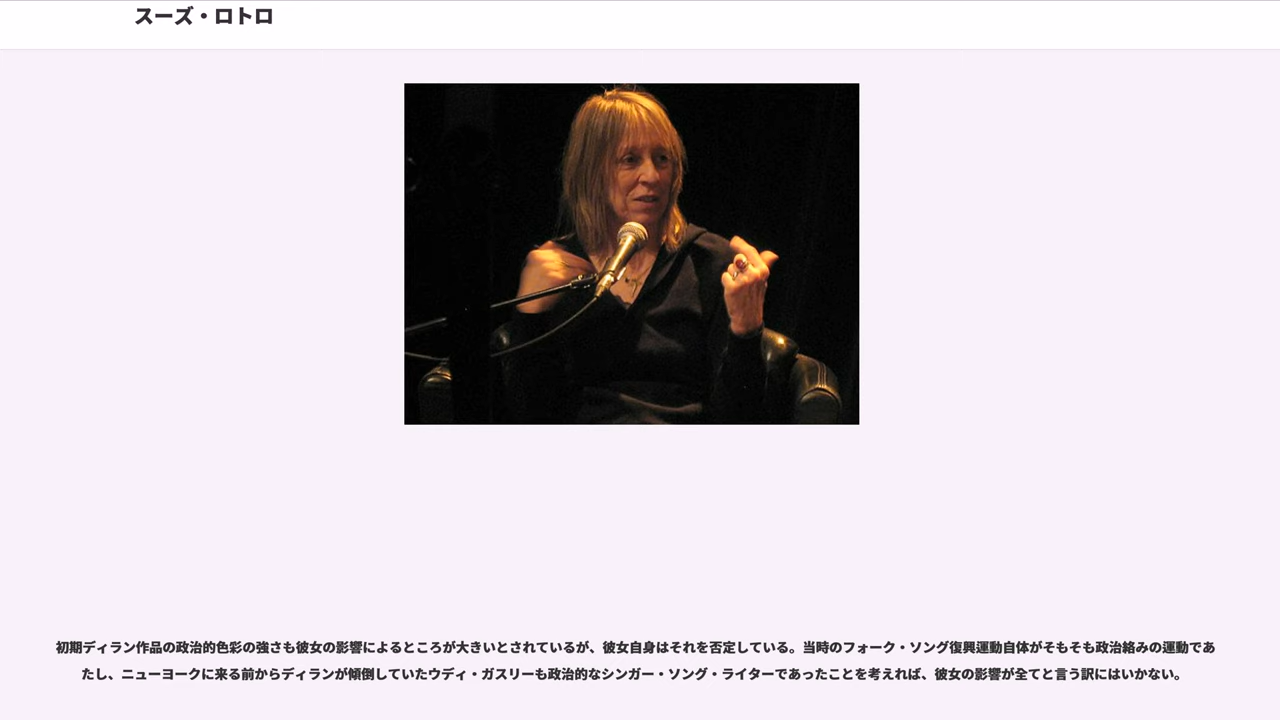 スーズ・ロトロ
初期ディラン作品の政治的色彩の強さも彼女の影響によるところが大きいとされているが、彼女自身はそれを否定している。当時のフォーク・ソング復興運動自体がそもそも政治絡みの運動であ
たし、ニューヨークに来る前からディランが傾倒していたウディ・ガスリーも政治的なシンガー・ソング・ライターであったことを考えれば、彼女の影響が全てと言う訳にはいかない。